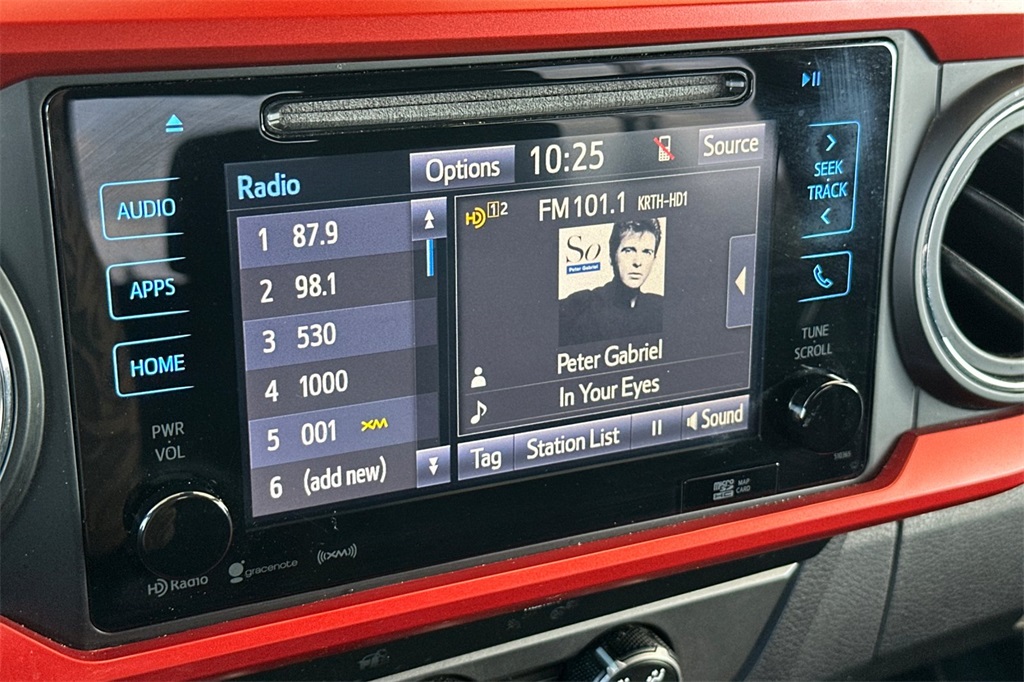 Radio
Options
10:25
Source
1 87.9
2 98.1
3 530
4 1000
5 001 XM
6 (add new)
HD 1 2
FM 101.1 KRTH-HD1
So
Peter Gabriel
Peter Gabriel
In Your Eyes
Tag
Station List
Sound
AUDIO
APPS
HOME
PWR
VOL
SEEK
TRACK
TUNE
SCROLL
HD Radio
gracenote
((XM))
micro
MAP
CARD